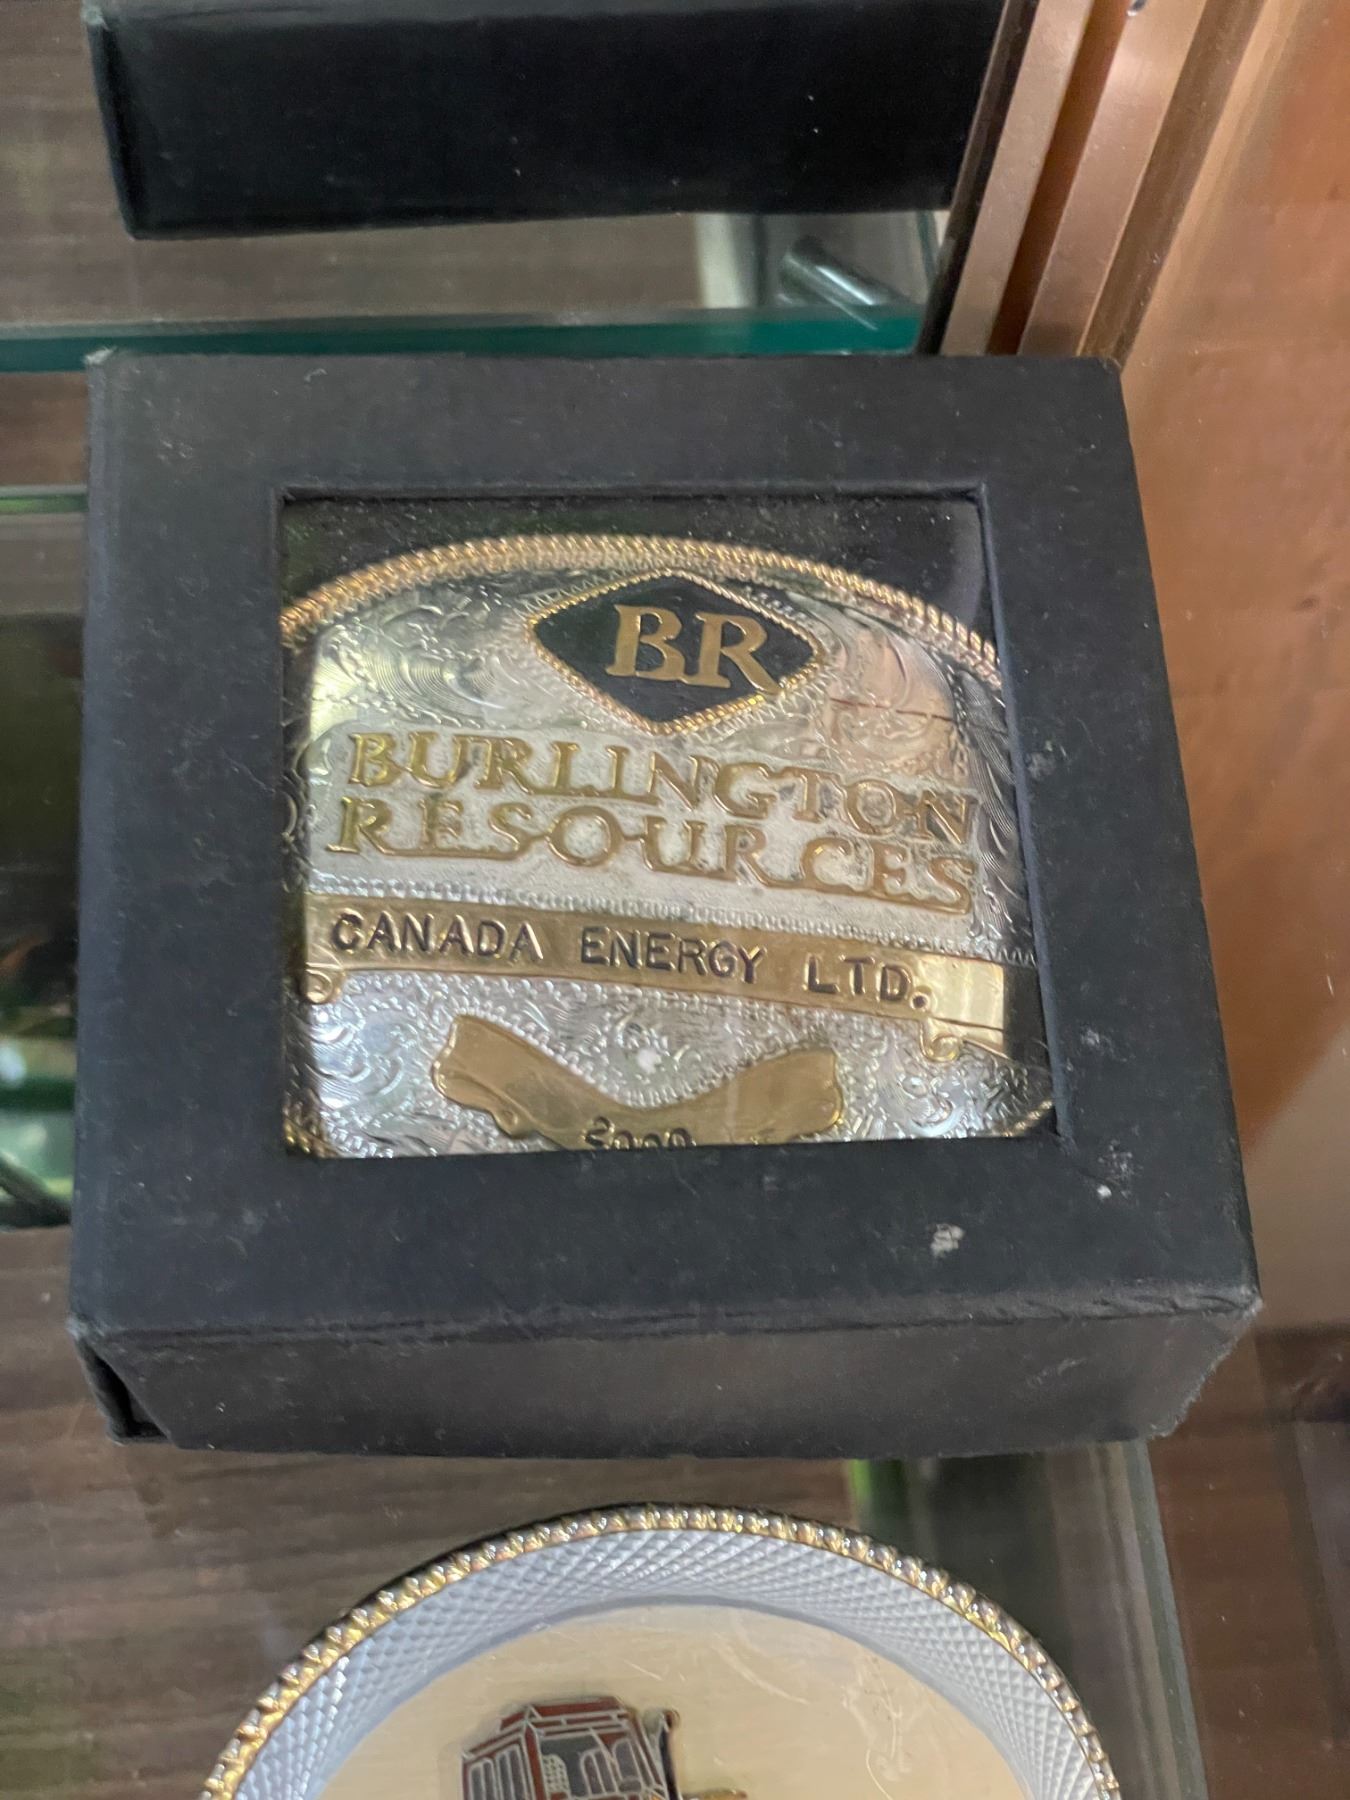 BR
BURLINGTON
RESOURCES
CANADA ENERGY LTD.